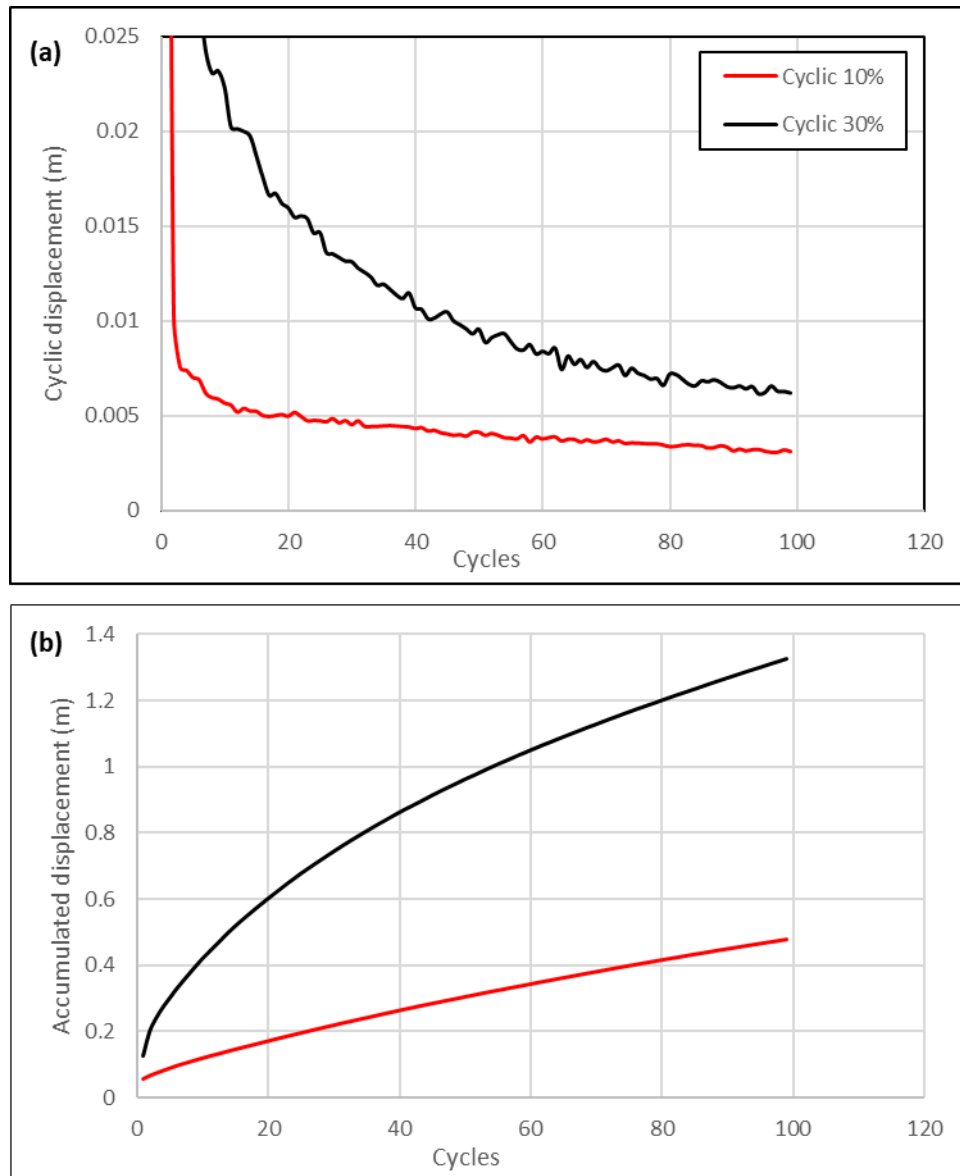 (a)
Cyclic displacement (m)
0.025
0.02
0.015
0.01
0.005
0
0 20 40 60 80 100 120
Cycles
Cyclic 10%
Cyclic 30%
(b)
Accumulated displacement (m)
1.4
1.2
1
0.8
0.6
0.4
0.2
0
0 20 40 60 80 100 120
Cycles